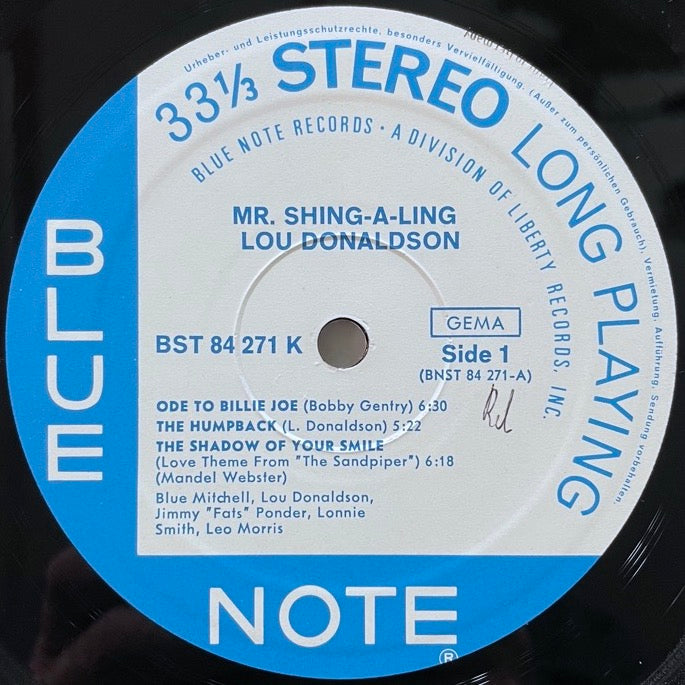 Urheber- und Leistungsschutzrechte, besonders Vervielfältigung, (Außer zum persönlichen Gebrauch), Vermietung, Aufführung, Sendung vorbehalten.
33⅓ STEREO LONG PLAYING
BLUE NOTE RECORDS · A DIVISION OF LIBERTY RECORDS, INC.
MR. SHING-A-LING
LOU DONALDSON
BST 84 271 K
GEMA
Side 1
(BNST 84 271-A)
ODE TO BILLIE JOE (Bobby Gentry) 6:30
THE HUMPBACK (L. Donaldson) 5:22
THE SHADOW OF YOUR SMILE
(Love Theme From "The Sandpiper") 6:18
(Mandel Webster)
Blue Mitchell, Lou Donaldson,
Jimmy "Fats" Ponder, Lonnie
Smith, Leo Morris
BLUE
NOTE
®